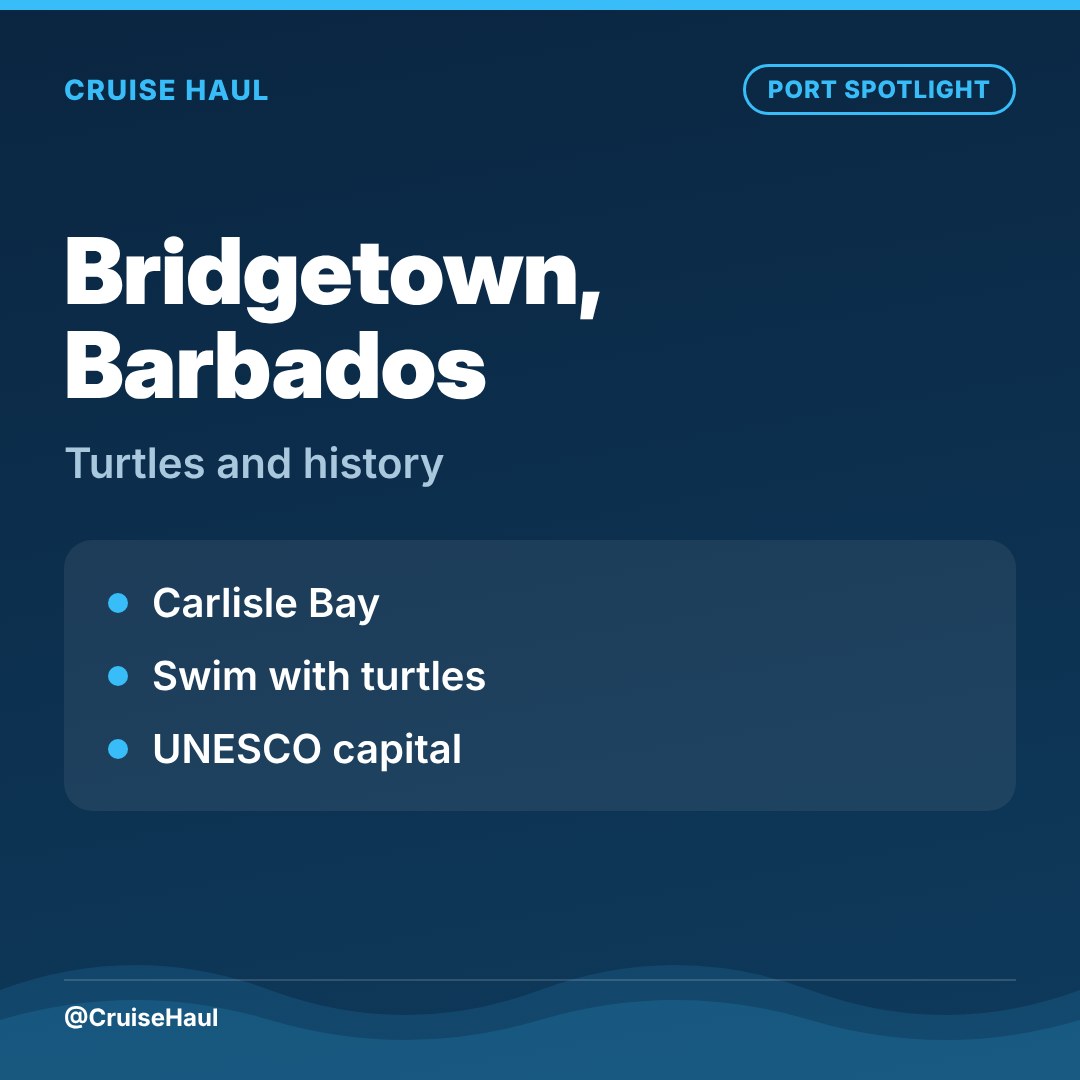 CRUISE HAUL
PORT SPOTLIGHT
Bridgetown,
Barbados
Turtles and history
Carlisle Bay
Swim with turtles
UNESCO capital
@CruiseHaul